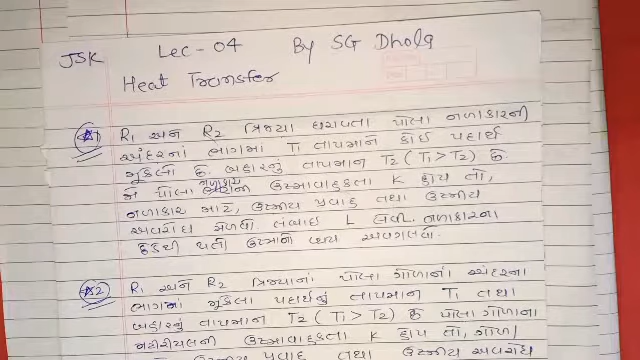 JSK Lec-04 By SG Dhola
Heat Transfer
1 R1 અને R2 ત્રિજ્યા ધરાવતા પોલા નળાકારની
અંદરનાં ભાગમાં T1 તાપમાને કોઈ પદાર્થ
મૂકેલો છે. બહારનું તાપમાન T2 (T1 > T2) છે.
જો પોલા નળાકારની ઉષ્માવાહકતા K હોય તો,
નળાકાર માટે, ઉષ્મીય પ્રવાહ તથા ઉષ્મીય
અવરોધ મેળવો લંબાઈ L લેવી. નળાકારના
થતી ઉષ્માનો વ્યય અવગણવો.
2 R1 અને R2 ત્રિજ્યાનાં પોલા ગોળાનાં અંદરના
ભાગમાં મૂકેલા પદાર્થનું તાપમાન T1 તથા
બહારનું તાપમાન T2 (T1 > T2) છે પોલા ગોળાના
મટીરીયલની ઉષ્માવાહકતા K હોય તો, ગોળા
પ્રવાહ તથા ઉષ્મીય અવરોધ